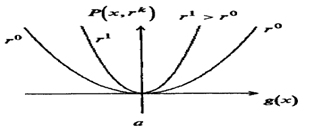 P(x, r^k)
r^0 r^1 r^1 > r^0 r^0
g(x)
a